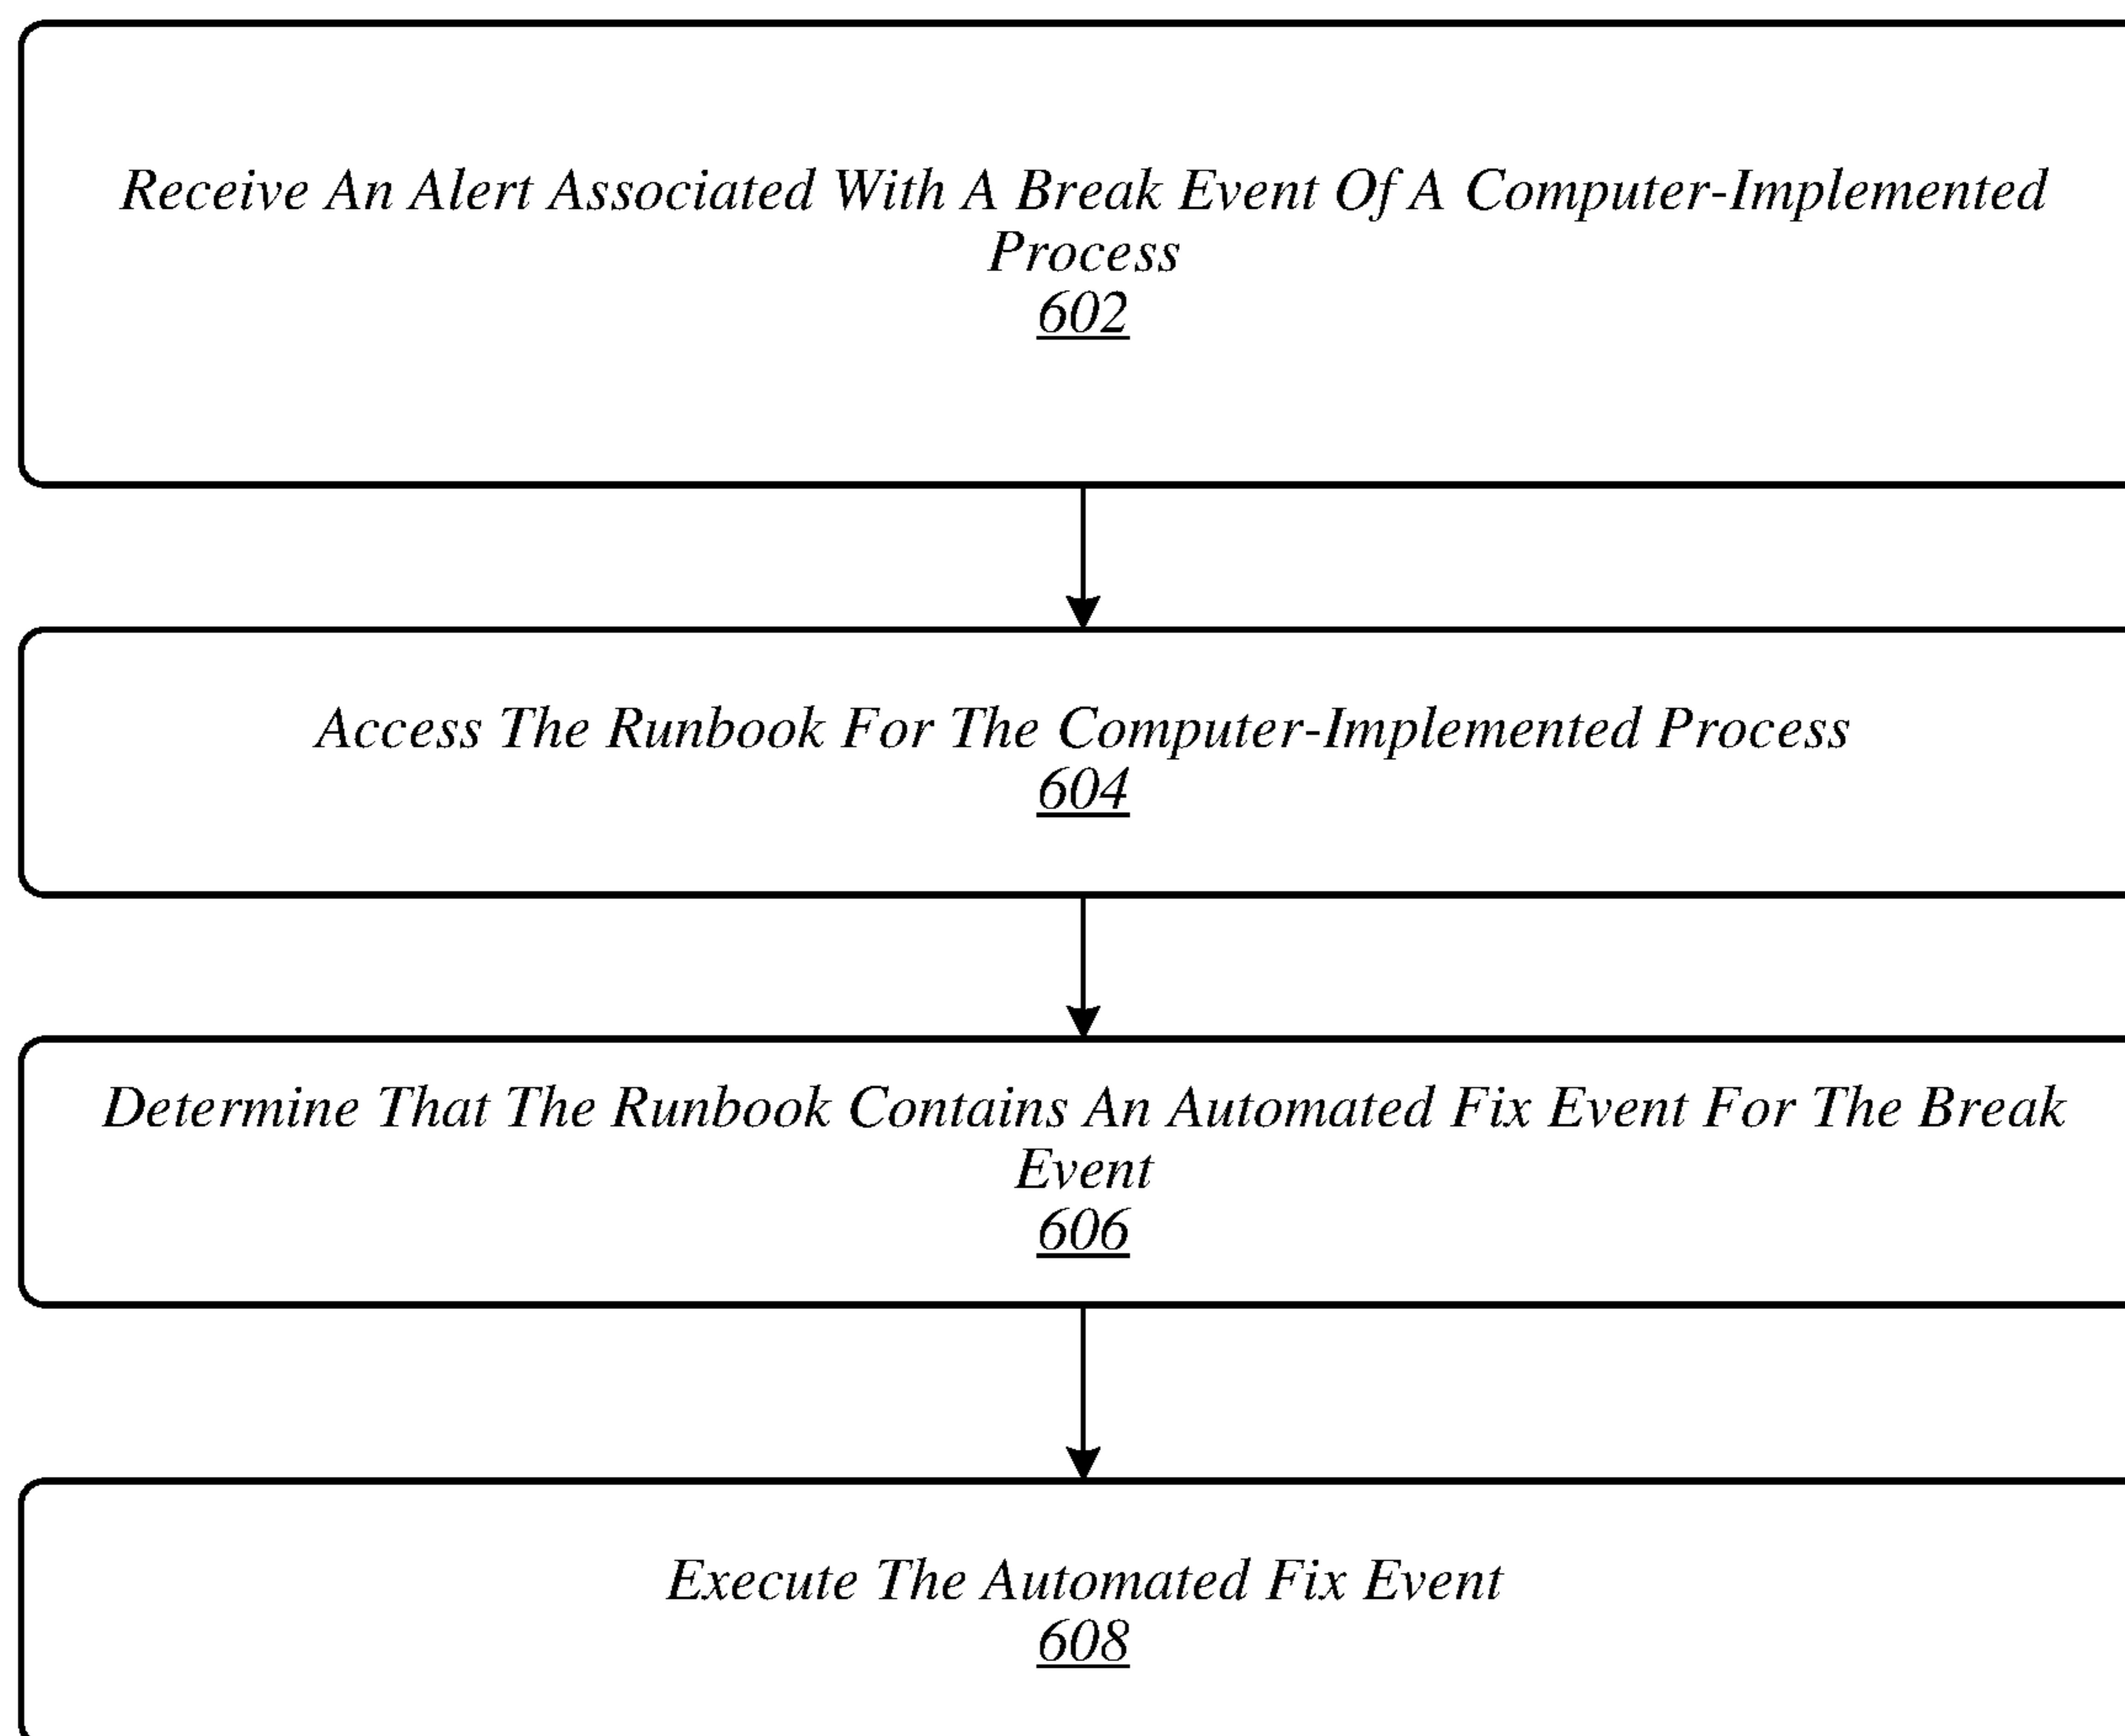 Receive An Alert Associated With A Break Event Of A Computer-Implemented
Process
602
Access The Runbook For The Computer-Implemented Process
604
Determine That The Runbook Contains An Automated Fix Event For The Break
Event
606
Execute The Automated Fix Event
608